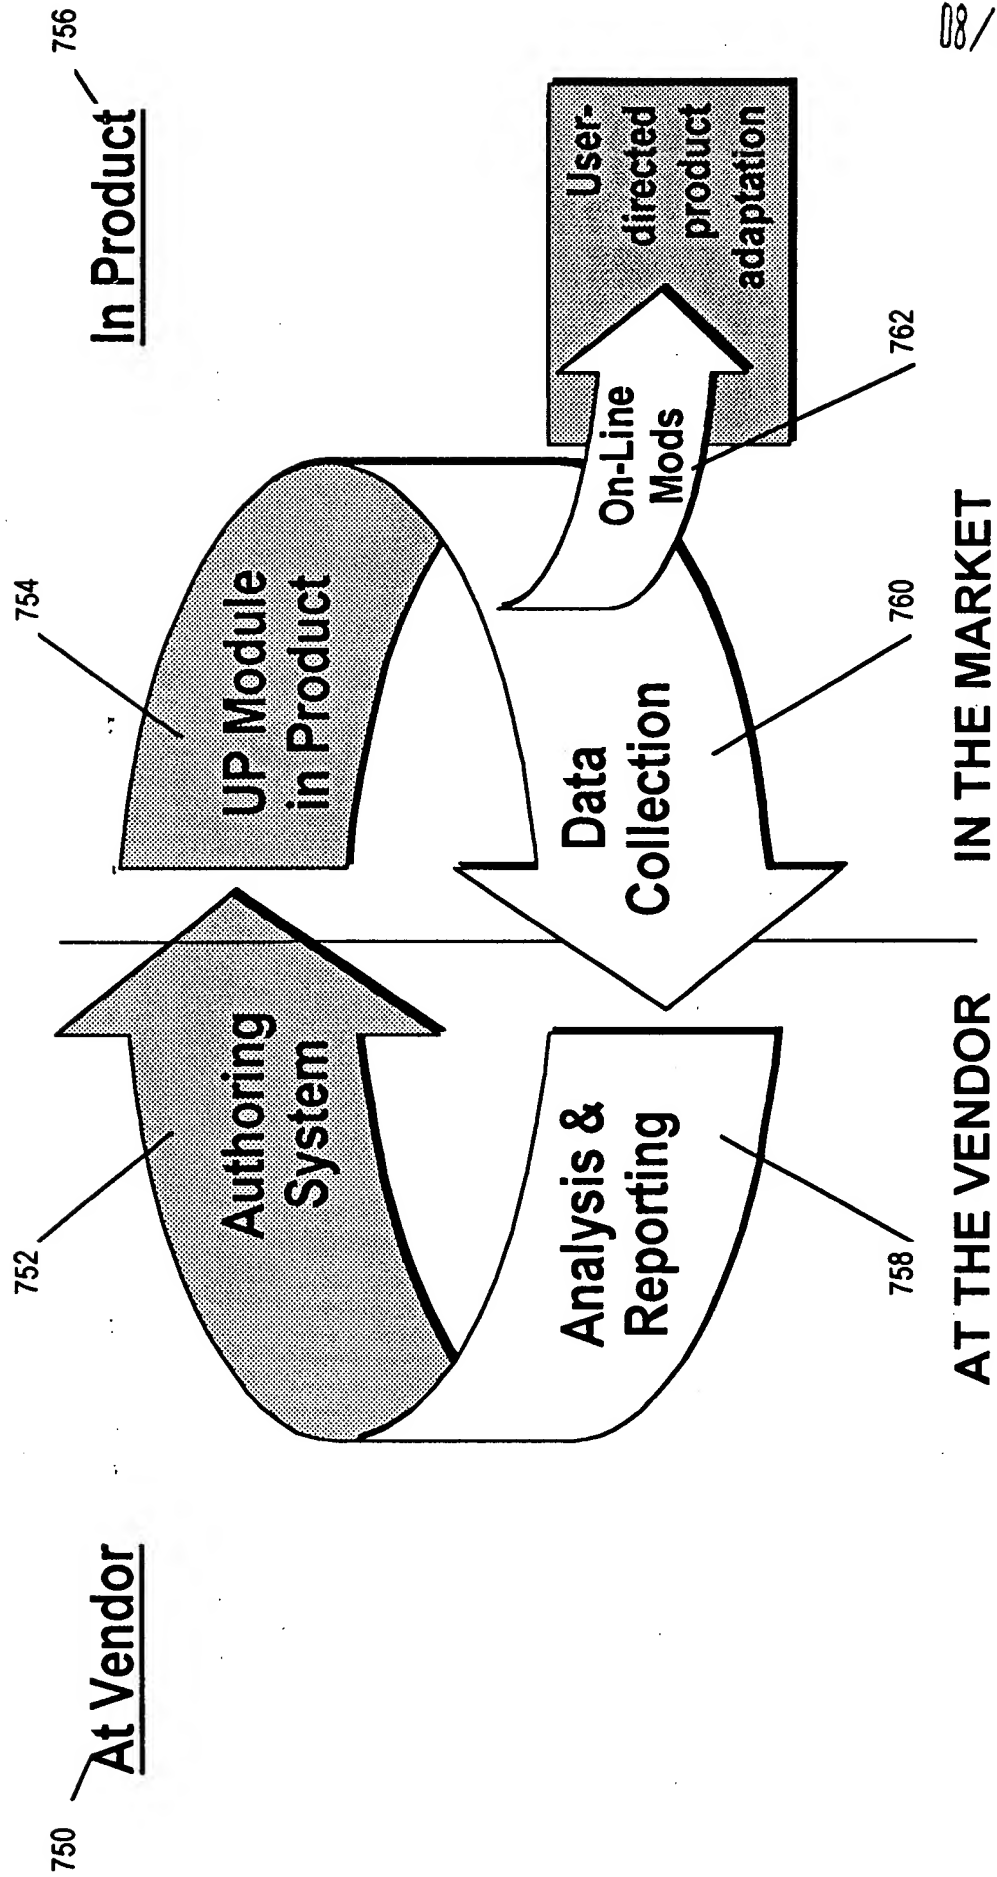 750
At Vendor
In Product
756
752
754
Authoring
System
UP Module
in Product
Analysis &
Reporting
Data
Collection
On-Line
Mods
User-
directed
product
adaptation
758
760
762
AT THE VENDOR
IN THE MARKET